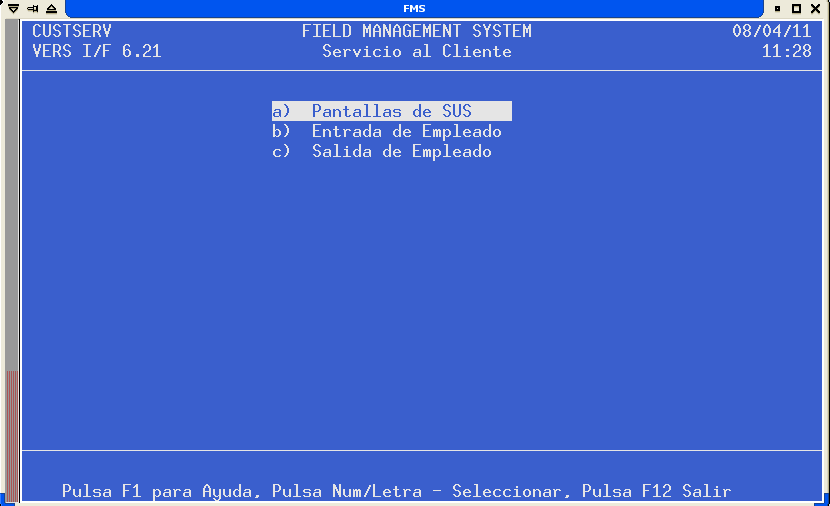 FMS
CUSTSERV FIELD MANAGEMENT SYSTEM 08/04/11
VERS I/F 6.21 Servicio al Cliente 11:28
a) Pantallas de SUS
b) Entrada de Empleado
c) Salida de Empleado
Pulsa F1 para Ayuda, Pulsa Num/Letra - Seleccionar, Pulsa F12 Salir